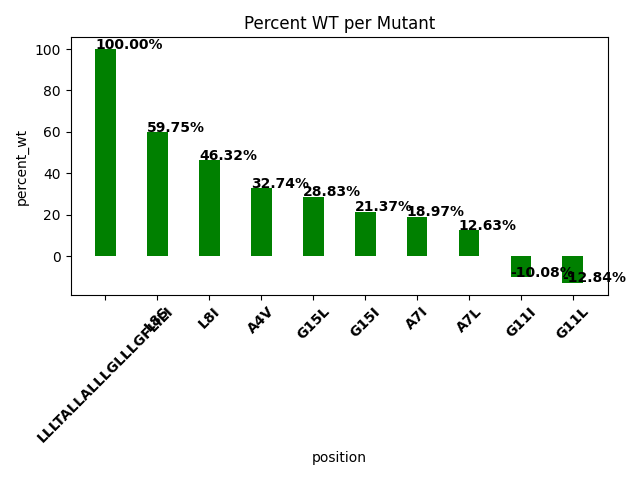 Percent WT per Mutant
percent_wt
100
80
60
40
20
0
100.00%
59.75%
46.32%
32.74%
28.83%
21.37%
18.97%
12.63%
-10.08%
-12.84%
L8I
A4V
G15L
G15I
A7I
A7L
G11I
G11L
position